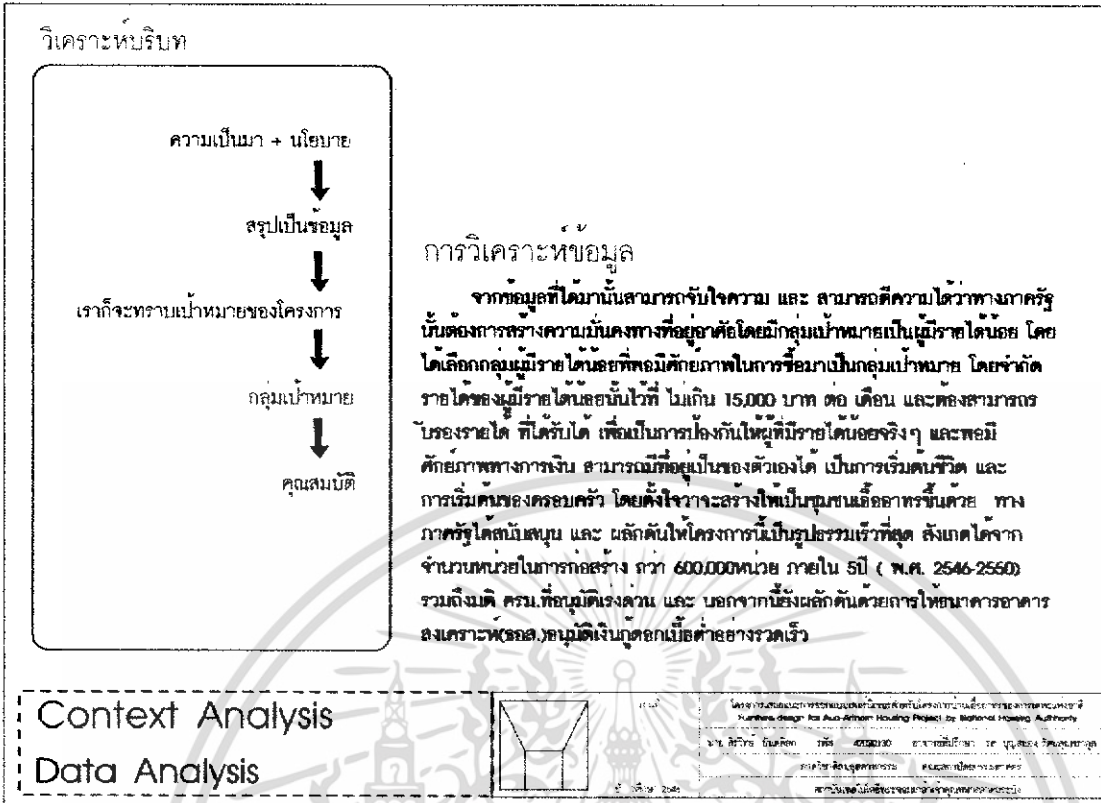 วิเคราะห์บริบท
ความเป็นมา + นโยบาย
สรุปเป็นข้อมูล
เราก็จะทราบเป้าหมายของโครงการ
กลุ่มเป้าหมาย
คุณสมบัติ
การวิเคราะห์ข้อมูล
จากข้อมูลที่ได้มานั้นสามารถจับใจความ และ สามารถตีความได้ว่าทางภาครัฐ
นั้นต้องการสร้างความมั่นคงทางที่อยู่อาศัยโดยมีกลุ่มเป้าหมายเป็นผู้มีรายได้น้อย โดย
ได้เลือกกลุ่มผู้มีรายได้น้อยที่พอมีศักยภาพในการซื้อมาเป็นกลุ่มเป้าหมาย โดยจำกัด
รายได้ของผู้มีรายได้น้อยนั้นไว้ที่ ไม่เกิน 15,000 บาท ต่อ เดือน และต้องสามารถร
ับรองรายได้ ที่ได้รับได้ เพื่อเป็นการป้องกันให้ผู้ที่มีรายได้น้อยจริงๆ และพอมี
ศักยภาพทางการเงิน สามารถมีที่อยู่เป็นของตัวเองได้ เป็นการเริ่มต้นชีวิต และ
การเริ่มต้นของครอบครัว โดยตั้งใจว่าจะสร้างให้เป็นชุมชนเอื้ออาทรขึ้นด้วย ทาง
ภาครัฐได้สนับสนุน และ ผลักดันให้โครงการนี้เป็นรูปธรรมเร็วที่สุด สังเกตได้จาก
จำนวนหน่วยในการก่อสร้าง กว่า 600,000หน่วย ภายใน 5ปี ( พ.ศ. 2546-2550)
รวมถึงมติ ครม.ที่อนุมัติเร่งด่วน และ นอกจากนี้ยังผลักดันด้วยการให้ธนาคารอาคาร
สงเคราะห์(ธอส.)อนุมัติเงินกู้ดอกเบี้ยต่ำอย่างรวดเร็ว
Context Analysis
Data Analysis
Furniture design for Aua-Arthorn Housing Project by National Housing Authority